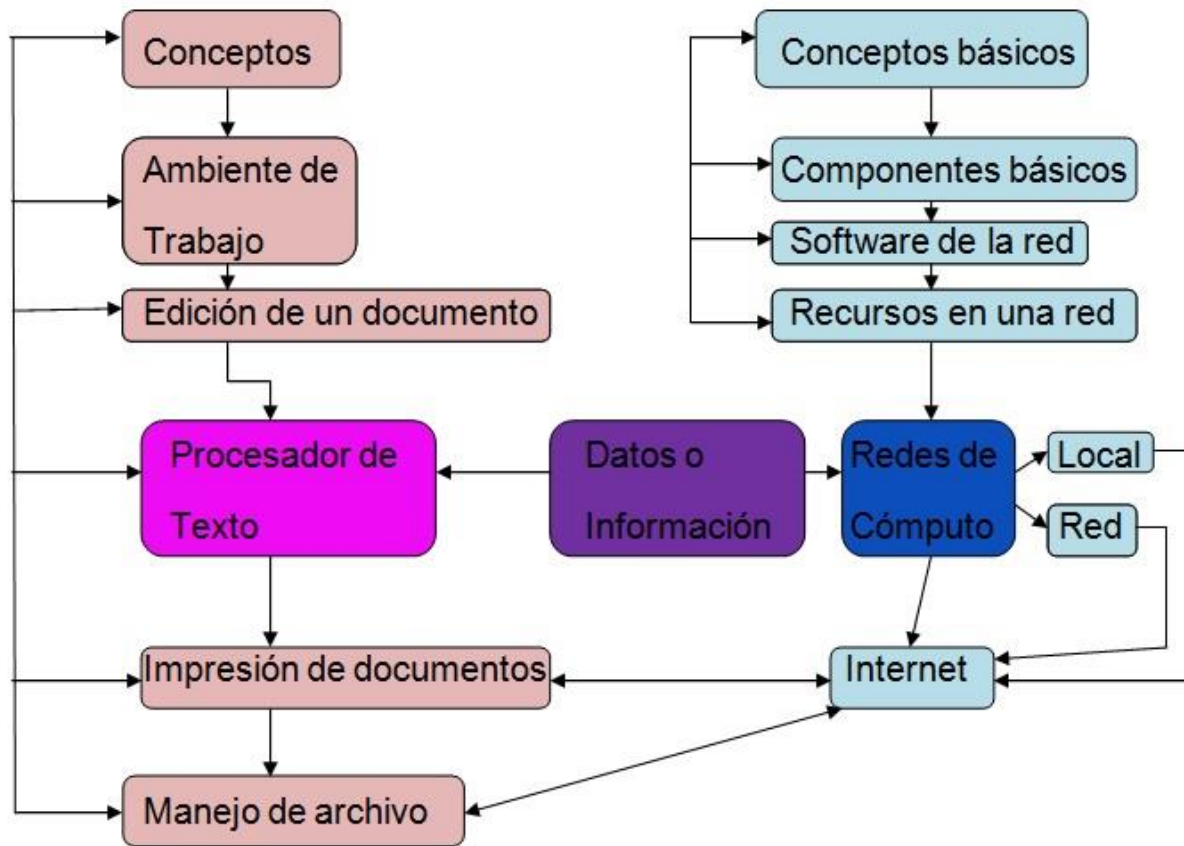 Conceptos
Conceptos básicos
Ambiente de
Trabajo
Componentes básicos
Software de la red
Edición de un documento
Recursos en una red
Procesador de
Texto
Datos o
Información
Redes de
Cómputo
Local
Red
Impresión de documentos
Internet
Manejo de archivo